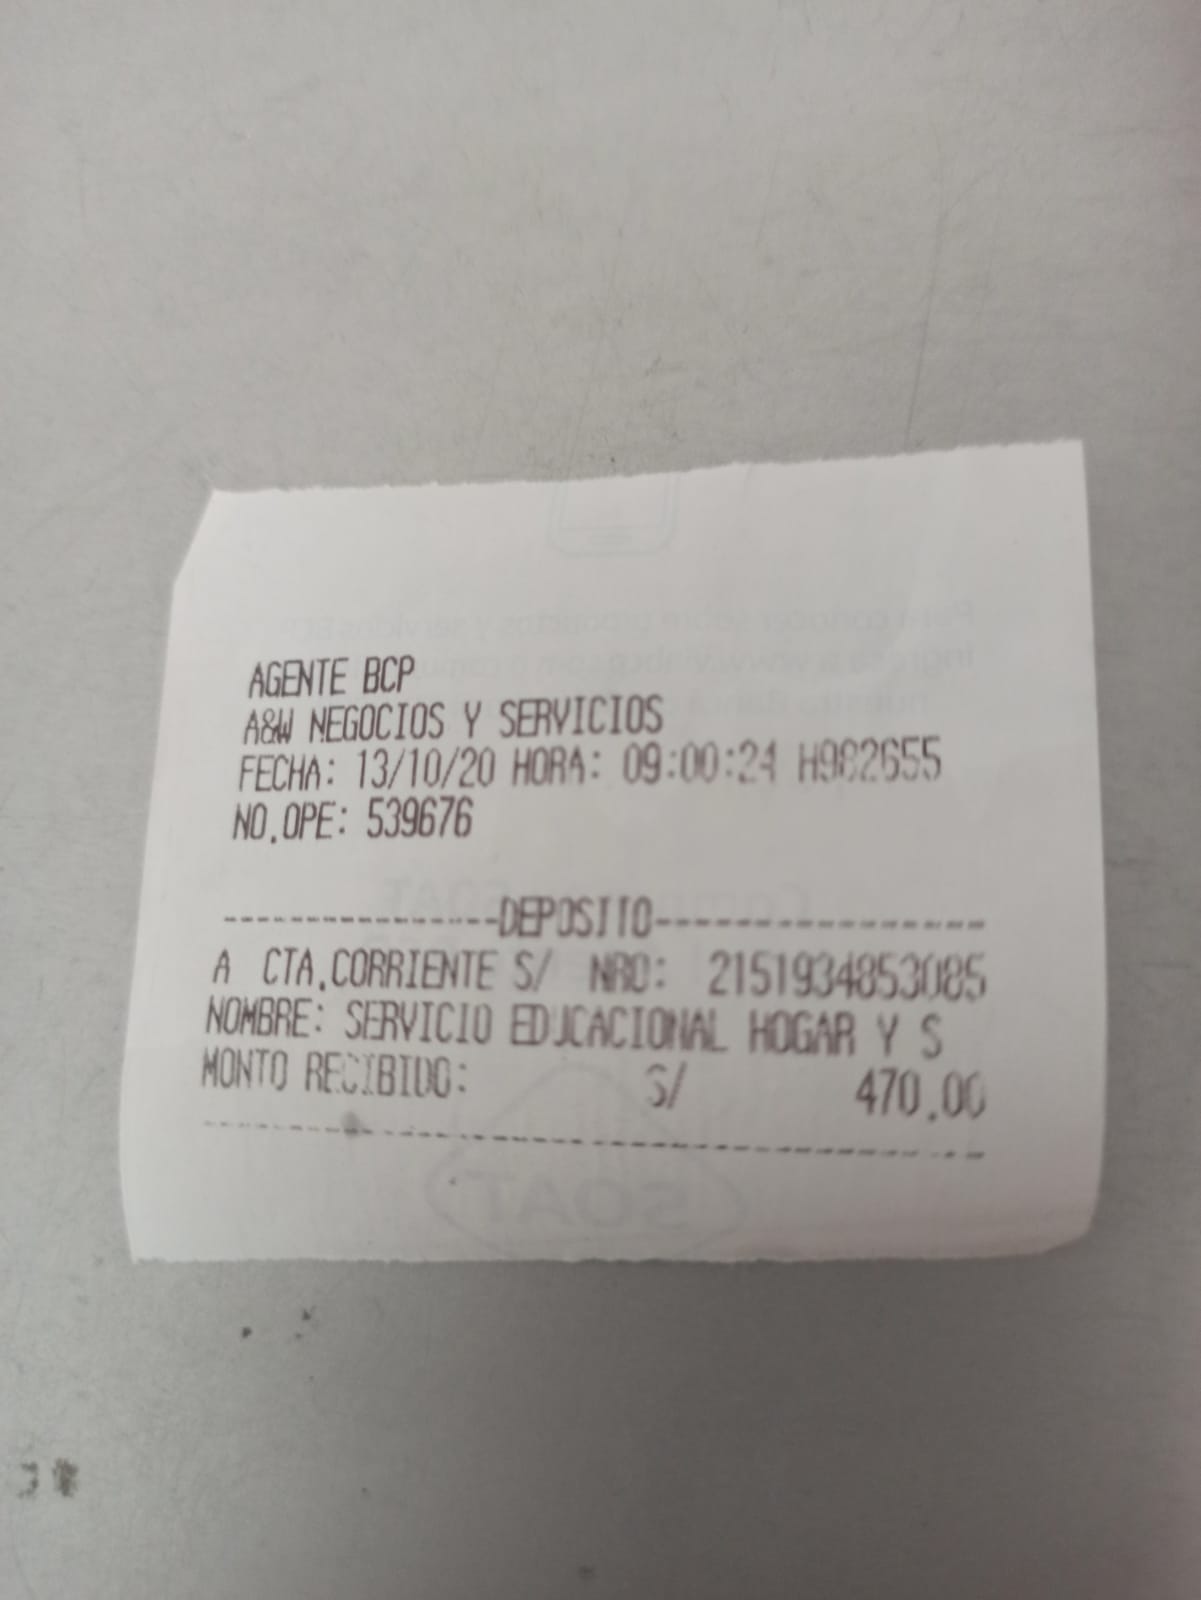 AGENTE BCP
A&W NEGOCIOS Y SERVICIOS
FECHA: 13/10/20 HORA: 09:00:24 H982655
NO.OPE: 539676
-----------------DEPOSITO-----------------
A CTA.CORRIENTE S/ NRO: 2151934853085
NOMBRE: SERVICIO EDUCACIONAL HOGAR Y S
MONTO RECIBIDO: S/ 470.00
SOAT